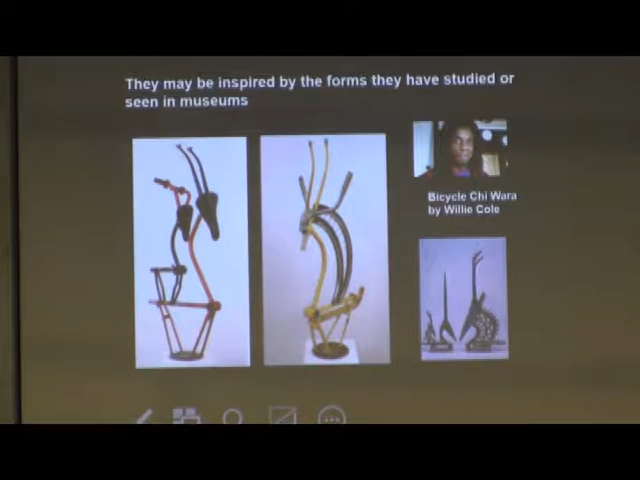 They may be inspired by the forms they have studied or
seen in museums
Bicycle Chi Wara
by Willie Cole